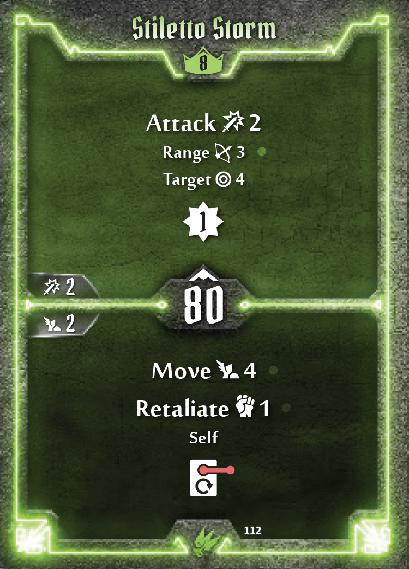 Stiletto Storm
8
Attack 2
Range 3
Target 4
1
2
80
2
Move 4
Retaliate 1
Self
112